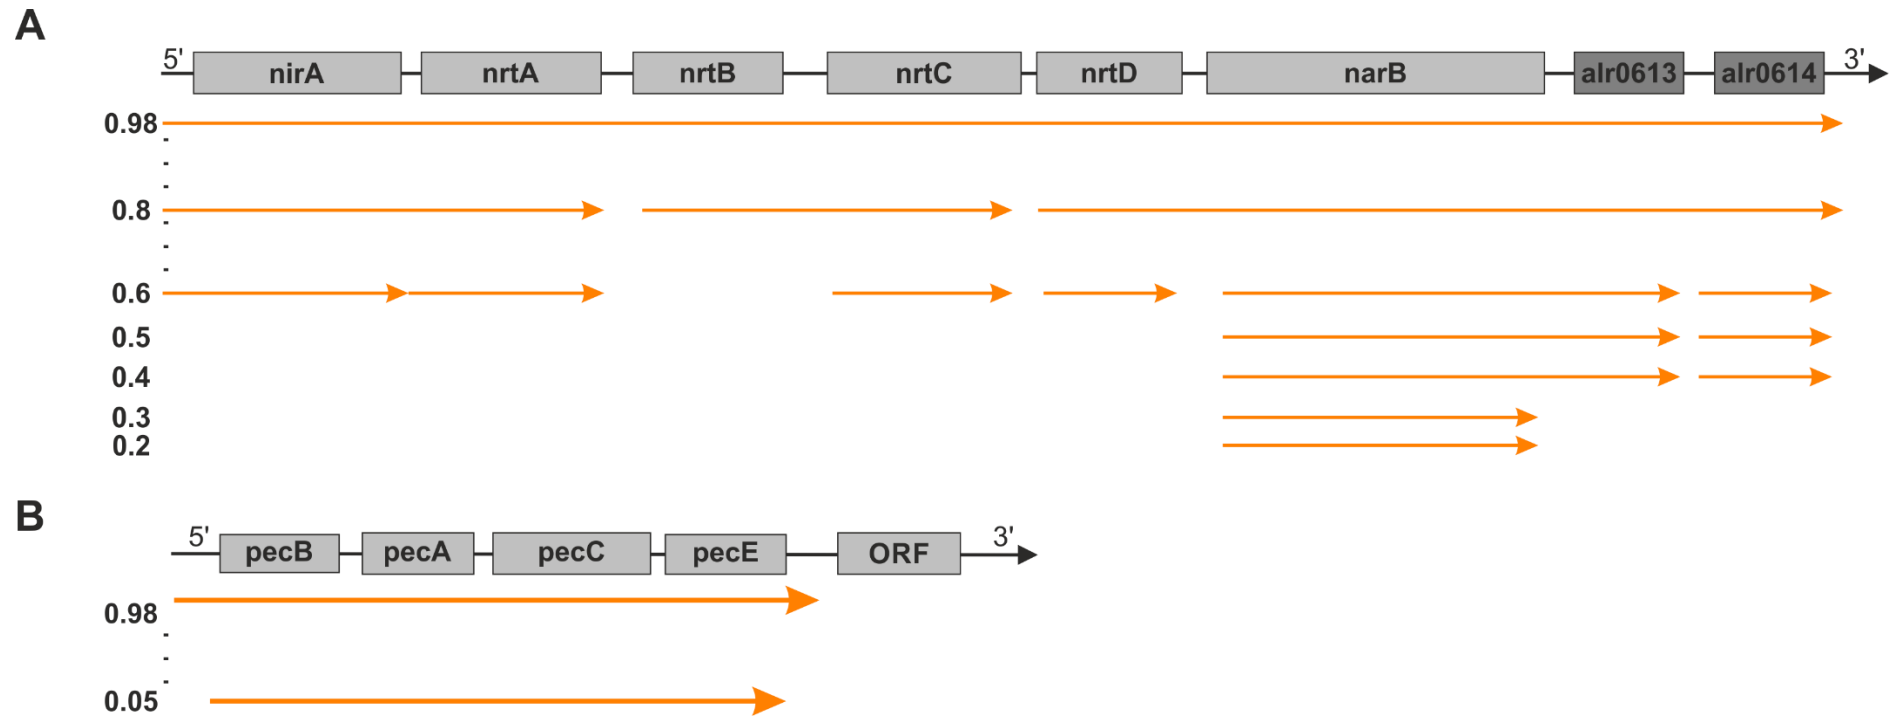 A
5' nirA nrtA nrtB nrtC nrtD narB alr0613 alr0614 3'
0.98
0.8
0.6
0.5
0.4
0.3
0.2
B
5' pecB pecA pecC pecE ORF 3'
0.98
0.05